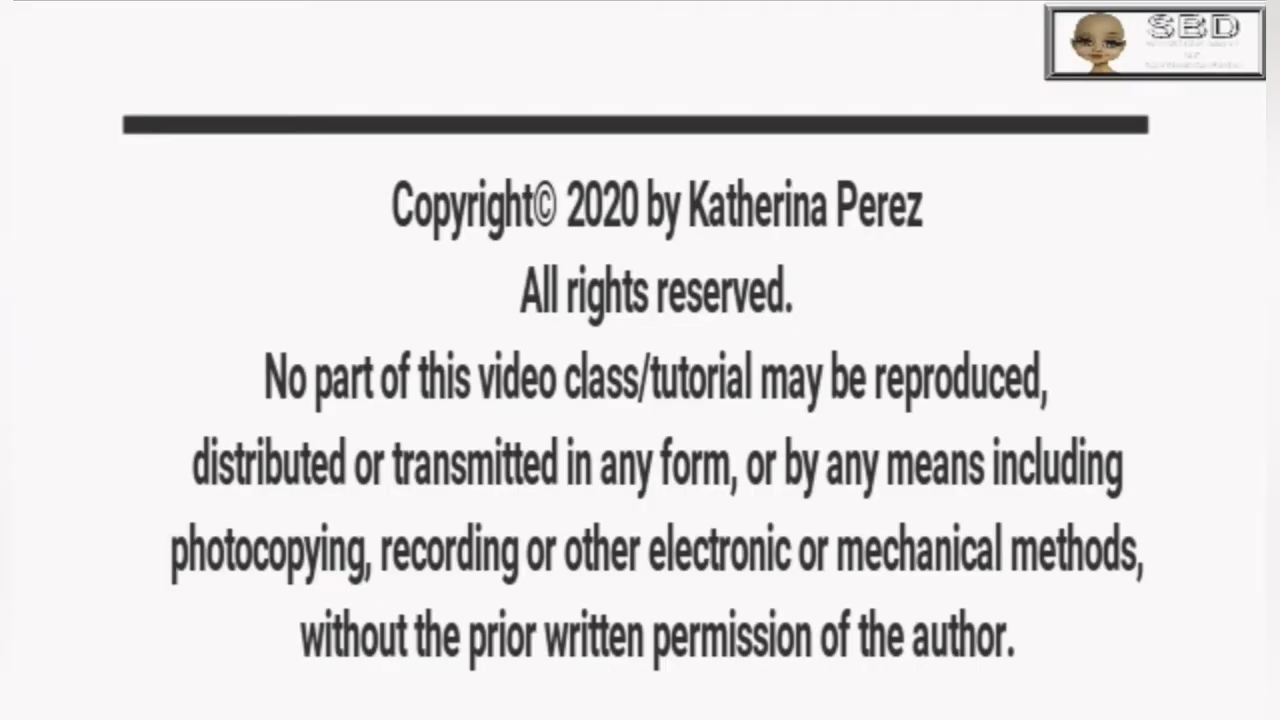 SBD
Copyright© 2020 by Katherina Perez
All rights reserved.
No part of this video class/tutorial may be reproduced,
distributed or transmitted in any form, or by any means including
photocopying, recording or other electronic or mechanical methods,
without the prior written permission of the author.